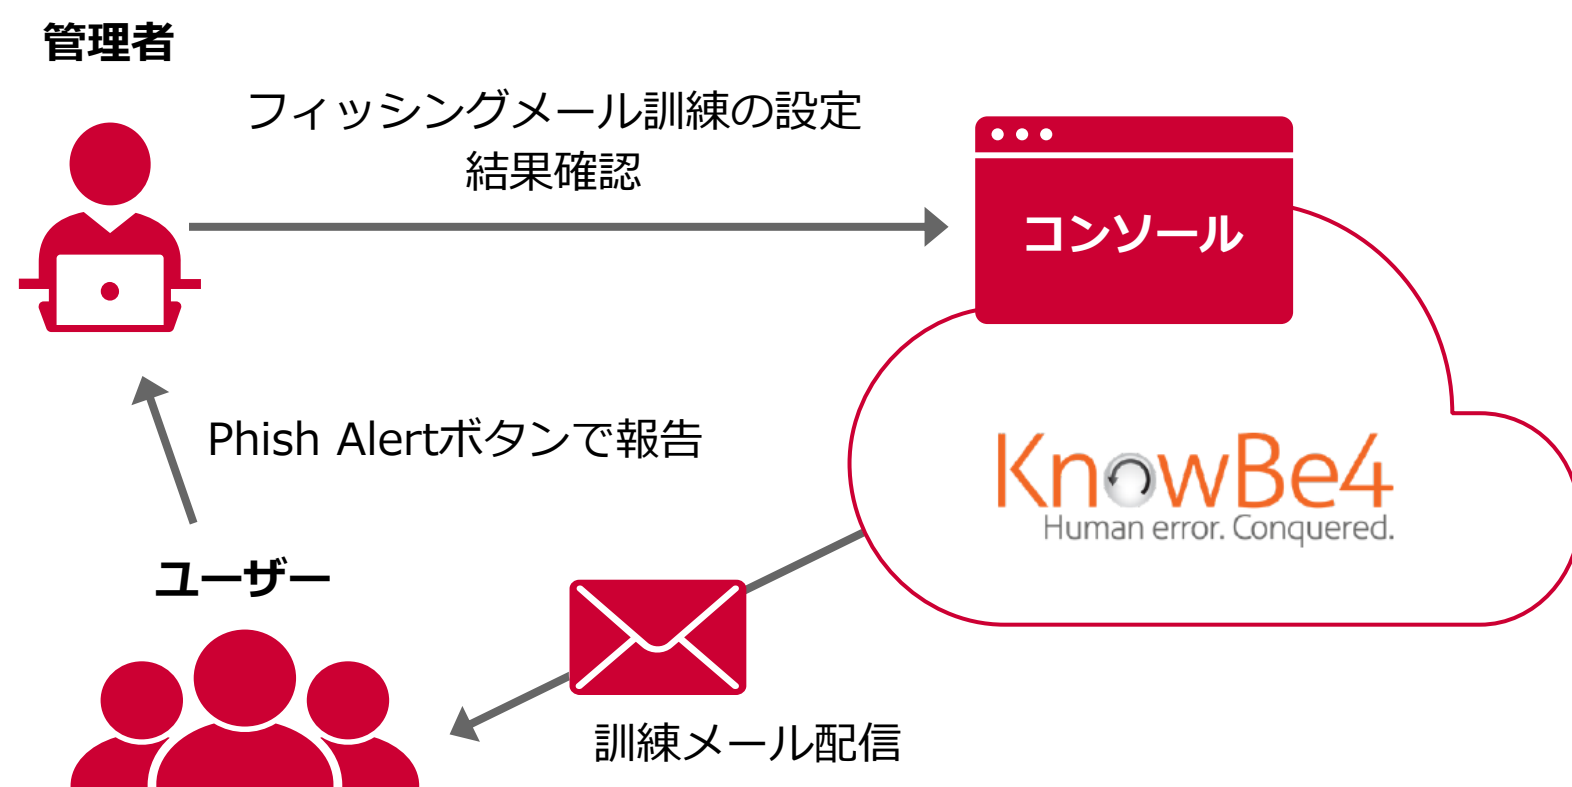 管理者
フィッシングメール訓練の設定
結果確認
コンソール
Phish Alertボタンで報告
KnowBe4
Human error. Conquered.
ユーザー
訓練メール配信